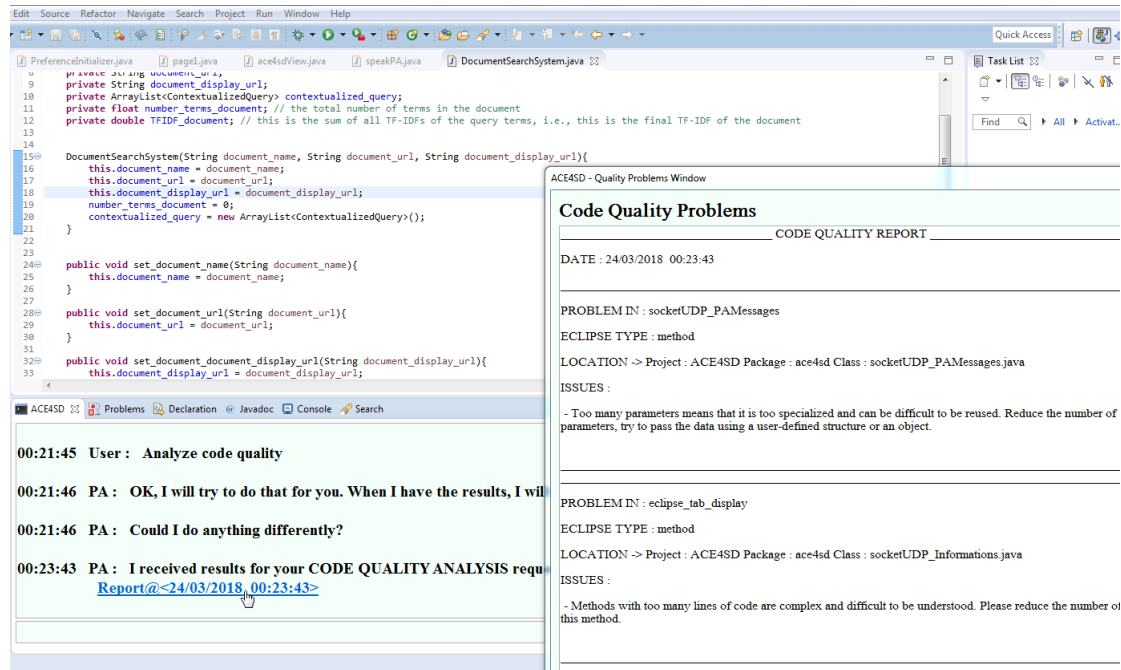 Edit Source Refactor Navigate Search Project Run Window Help
Quick Access
PreferenceInitializer.java page1.java ace4sdView.java speakPA.java DocumentSearchSystem.java
Task List
8 private String document_url;
9 private String document_display_url;
10 private ArrayList<ContextualizedQuery> contextualized_query;
11 private float number_terms_document; // the total number of terms in the document
12 private double TFIDF_document; // this is the sum of all TF-IDFs of the query terms, i.e., this is the final TF-IDF of the document
Find All Activat...
13
14
15 DocumentSearchSystem(String document_name, String document_url, String document_display_url){
16 this.document_name = document_name;
17 this.document_url = document_url;
18 this.document_display_url = document_display_url;
19 number_terms_document = 0;
20 contextualized_query = new ArrayList<ContextualizedQuery>();
21 }
22
23
24 public void set_document_name(String document_name){
25 this.document_name = document_name;
26 }
27
28 public void set_document_url(String document_url){
29 this.document_url = document_url;
30 }
31
32 public void set_document_document_display_url(String document_display_url){
33 this.document_display_url = document_display_url;
ACE4SD Problems Declaration Javadoc Console Search
00:21:45 User : Analyze code quality
00:21:46 PA : OK, I will try to do that for you. When I have the results, I wil
00:21:46 PA : Could I do anything differently?
00:23:43 PA : I received results for your CODE QUALITY ANALYSIS reque
Report@<24/03/2018 00:23:43>
ACE4SD - Quality Problems Window
Code Quality Problems
CODE QUALITY REPORT
DATE : 24/03/2018 00:23:43
PROBLEM IN : socketUDP_PAMessages
ECLIPSE TYPE : method
LOCATION -> Project : ACE4SD Package : ace4sd Class : socketUDP_PAMessages.java
ISSUES :
- Too many parameters means that it is too specialized and can be difficult to be reused. Reduce the number of
parameters, try to pass the data using a user-defined structure or an object.
PROBLEM IN : eclipse_tab_display
ECLIPSE TYPE : method
LOCATION -> Project : ACE4SD Package : ace4sd Class : socketUDP_Informations.java
ISSUES :
- Methods with too many lines of code are complex and difficult to be understood. Please reduce the number of
this method.